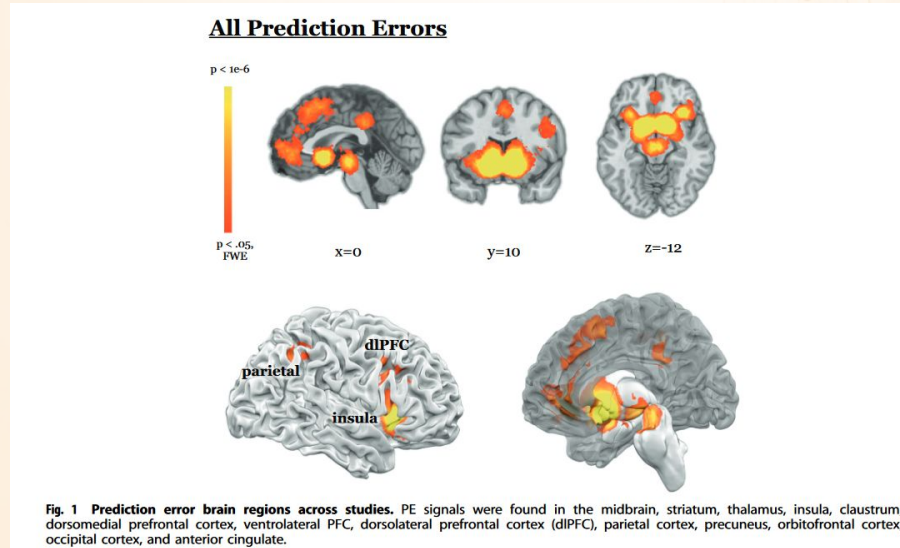 All Prediction Errors
p < 1e-6
p < .05,
FWE
x=0
y=10
z=-12
dlPFC
parietal
insula
Fig. 1 Prediction error brain regions across studies. PE signals were found in the midbrain, striatum, thalamus, insula, claustrum
dorsomedial prefrontal cortex, ventrolateral PFC, dorsolateral prefrontal cortex (dlPFC), parietal cortex, precuneus, orbitofrontal cortex
occipital cortex, and anterior cingulate.